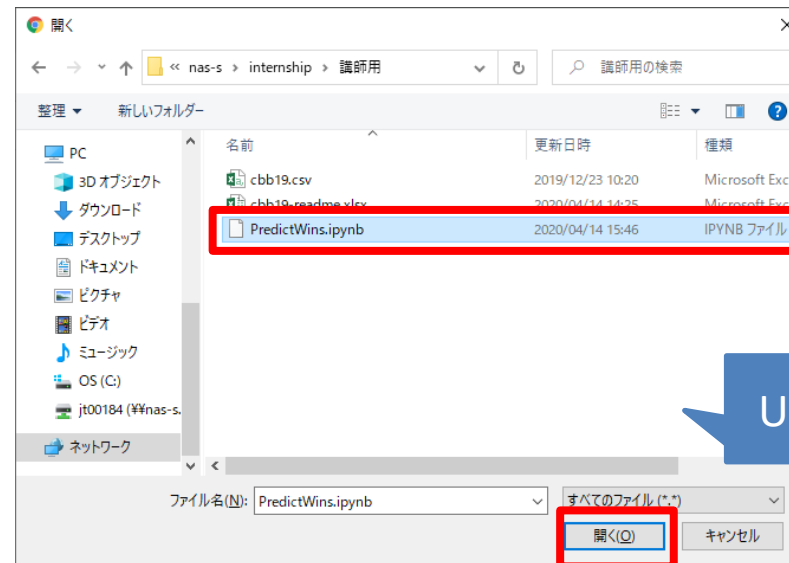 開く
« nas-s › internship › 講師用
講師用の検索
整理 新しいフォルダー
名前 更新日時 種類
PC
3D オブジェクト
ダウンロード
デスクトップ
ドキュメント
ピクチャ
ビデオ
ミュージック
OS (C:)
jt00184 (¥¥nas-s.
ネットワーク
cbb19.csv 2019/12/23 10:20 Microsoft Exc
cbb19-readme.xlsx 2020/04/14 14:25 Microsoft Exc
PredictWins.ipynb 2020/04/14 15:46 IPYNB ファイル
U
ファイル名(N): PredictWins.ipynb すべてのファイル (*.*)
開く(O) キャンセル